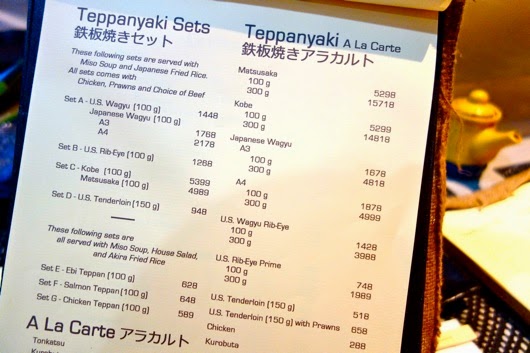 Teppanyaki Sets
鉄板焼きセット
These following sets are served with
Miso Soup and Japanese Fried Rice.
All sets comes with
Chicken, Prawns and Choice of Beef
Set A - U.S. Wagyu (100 g) 1448
Japanese Wagyu (100 g)
A3 1788
A4 2178
Set B - U.S. Rib-Eye (100 g) 1288
Set C - Kobe (100 g) 5399
Matsusaka (100 g) 4989
Set D - U.S. Tenderloin (150 g) 948
These following sets are
all served with Miso Soup, House Salad,
and Akira Fried Rice
Set E - Ebi Teppan (100 g) 628
Set F - Salmon Teppan (100 g) 648
Set G - Chicken Teppan (100 g) 589
A La Carte アラカルト
Tonkatsu
Teppanyaki A La Carte
鉄板焼きアラカルト
Matsusaka
100 g 5298
300 g 15718
Kobe
100 g 5299
300 g 14818
Japanese Wagyu
A3
100 g 1678
300 g 4818
A4
100 g 1878
300 g 4999
U.S. Wagyu Rib-Eye
100 g 1428
300 g 3988
U.S. Rib-Eye Prime
100 g 748
300 g 1989
U.S. Tenderloin (150 g) 518
U.S. Tenderloin (150 g) with Prawns 658
Chicken 288
Kurobuta